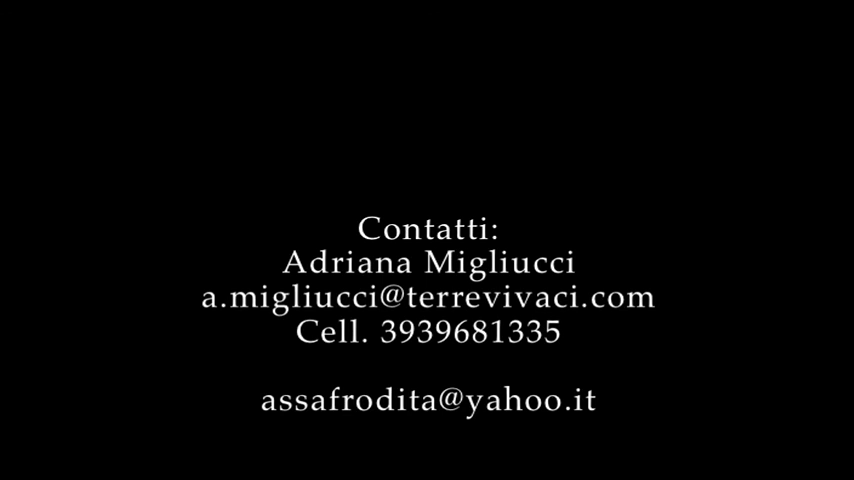 Contatti:
Adriana Migliucci
a.migliucci@terrevivaci.com
Cell. 3939681335
assafrodita@yahoo.it